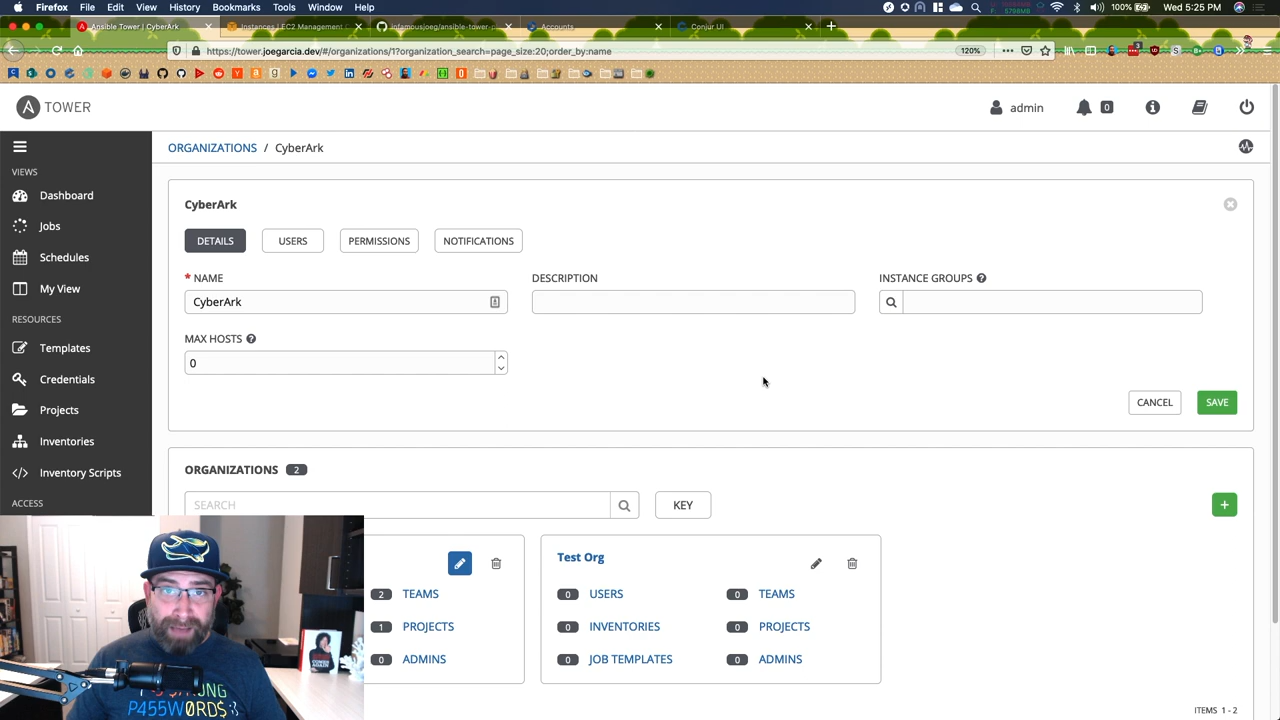 Firefox File Edit View History Bookmarks Tools Window Help
5798MB
100% Wed 5:25 PM
Ansible Tower | CyberArk
Instances | EC2 Management C
infamousjoeg/ansible-tower-pl
Accounts
Conjur UI
https://tower.joegarcia.dev/#/organizations/1?organization_search=page_size:20;order_by:name
120%
TOWER
admin
0
ORGANIZATIONS / CyberArk
VIEWS
Dashboard
Jobs
Schedules
My View
RESOURCES
Templates
Credentials
Projects
Inventories
Inventory Scripts
ACCESS
CyberArk
DETAILS
USERS
PERMISSIONS
NOTIFICATIONS
* NAME
DESCRIPTION
INSTANCE GROUPS
CyberArk
MAX HOSTS
0
CANCEL
SAVE
ORGANIZATIONS 2
SEARCH
KEY
2 TEAMS
1 PROJECTS
0 ADMINS
Test Org
0 USERS
0 TEAMS
0 INVENTORIES
0 PROJECTS
0 JOB TEMPLATES
0 ADMINS
ITEMS 1 - 2
P455W0RD$